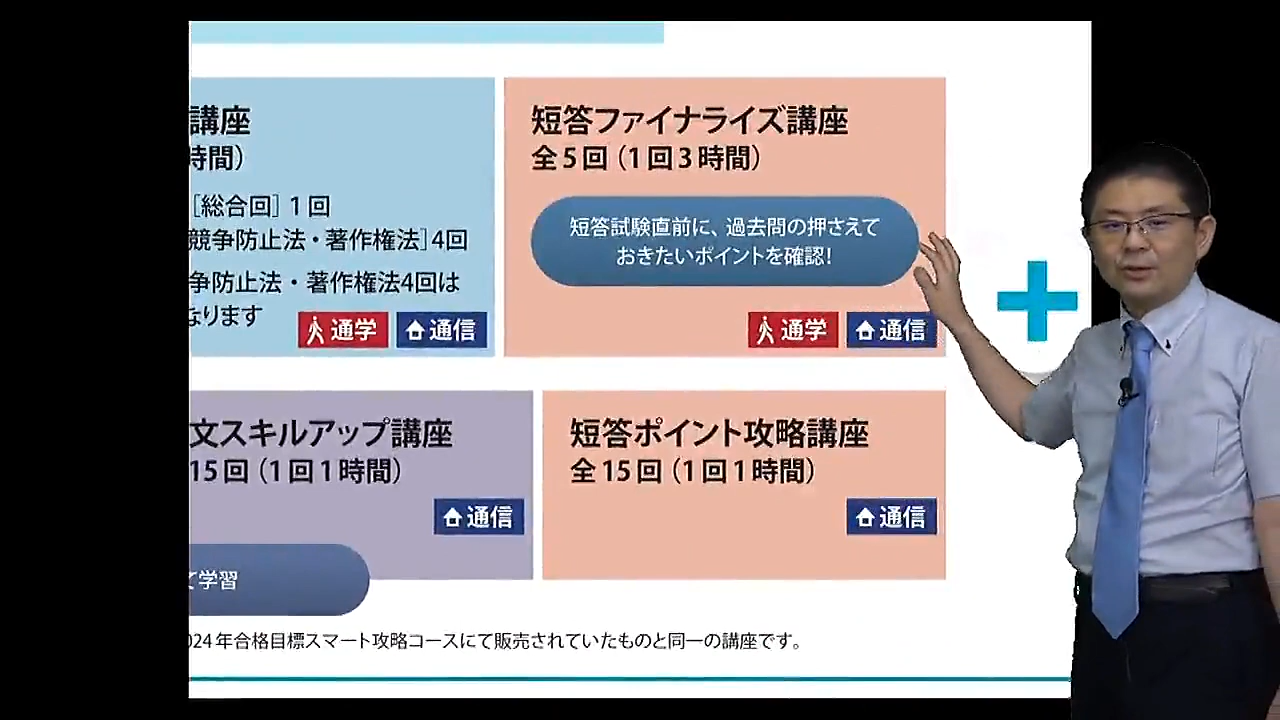 講座
時間）
［総合回］1回
競争防止法・著作権法］4回
争防止法・著作権法4回は
なります
通学
通信
短答ファイナライズ講座
全5回（1回3時間）
短答試験直前に、過去問の押さえて
おきたいポイントを確認!
通学
通信
文スキルアップ講座
15回（1回1時間）
通信
て学習
短答ポイント攻略講座
全15回（1回1時間）
通信
024年合格目標スマート攻略コースにて販売されていたものと同一の講座です。